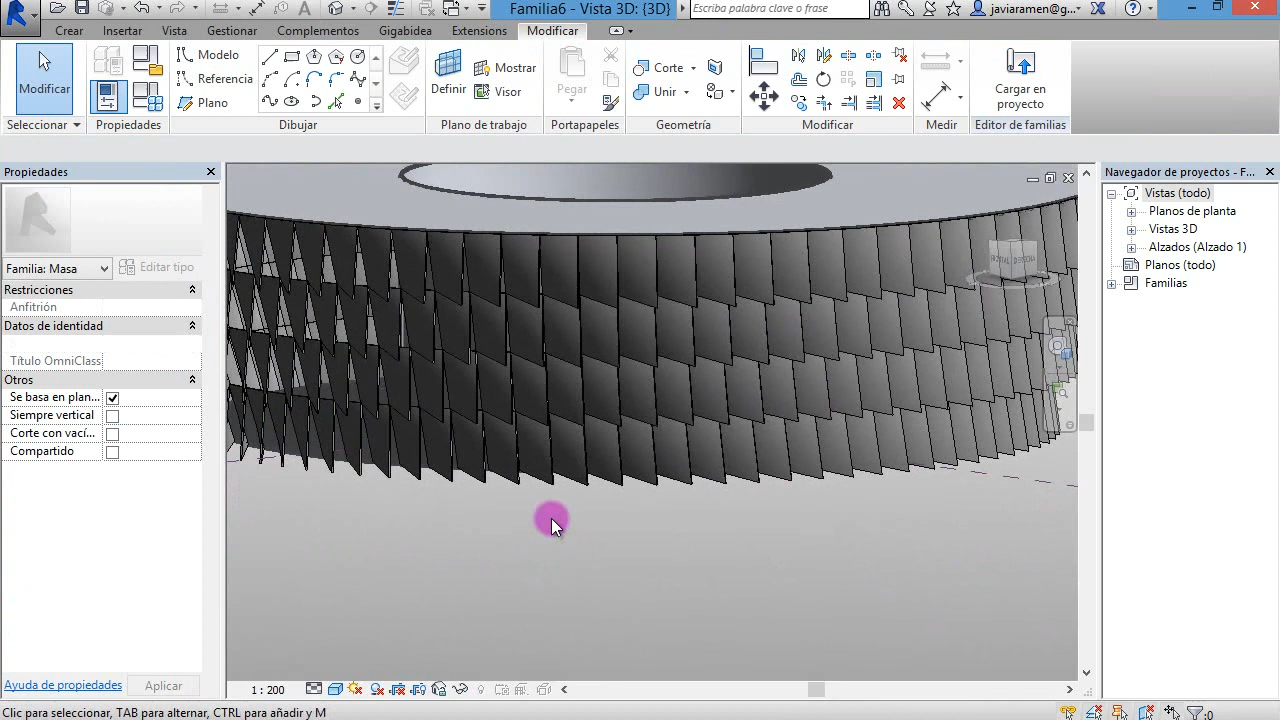 Familia6 - Vista 3D: {3D}
Escriba palabra clave o frase
javiaramen@g...
Crear
Insertar
Vista
Gestionar
Complementos
Gigabidea
Extensions
Modificar
Modificar
Modelo
Referencia
Plano
Definir
Mostrar
Visor
Pegar
Corte
Unir
Cargar en
proyecto
Seleccionar
Propiedades
Dibujar
Plano de trabajo
Portapapeles
Geometría
Modificar
Medir
Editor de familias
Propiedades
Familia: Masa
Editar tipo
Restricciones
Anfitrión
Datos de identidad
Título OmniClass
Otros
Se basa en plan...
Siempre vertical
Corte con vací...
Compartido
Ayuda de propiedades
Aplicar
1 : 200
Navegador de proyectos - F...
Vistas (todo)
Planos de planta
Vistas 3D
Alzados (Alzado 1)
Planos (todo)
Familias
Clic para seleccionar, TAB para alternar, CTRL para añadir y M
:0